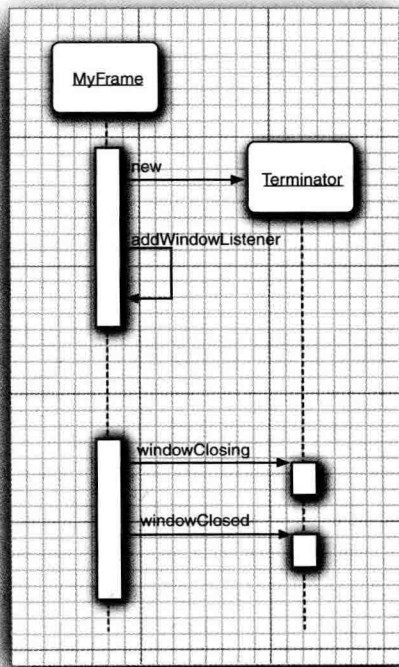 MyFrame
new
Terminator
addWindowListener
windowClosing
windowClosed